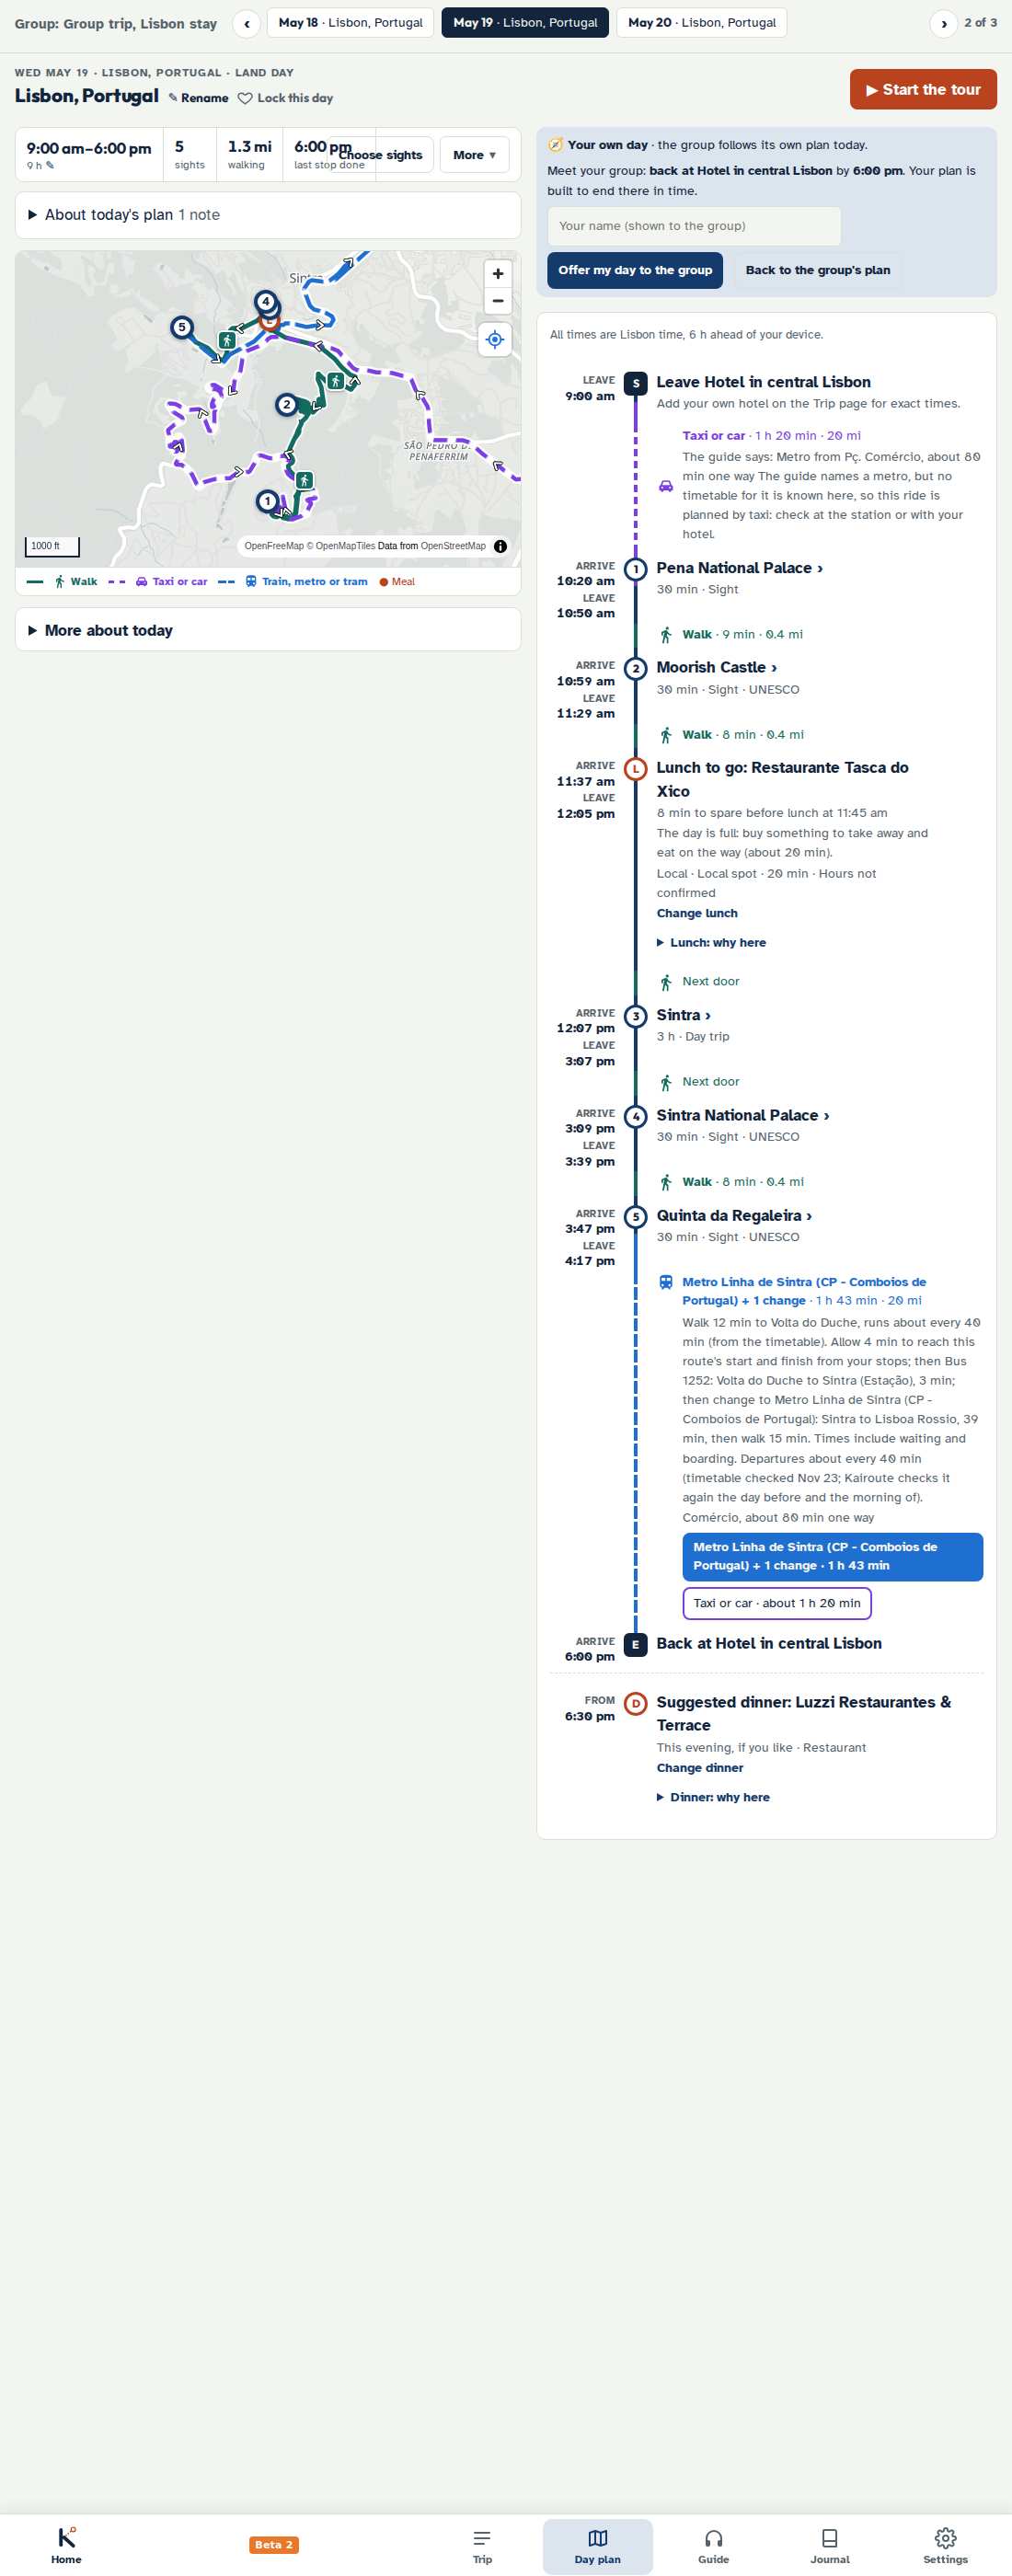 Group: Group trip, Lisbon stay
‹
May 18 · Lisbon, Portugal
May 19 · Lisbon, Portugal
May 20 · Lisbon, Portugal
›
2 of 3
WED MAY 19 · LISBON, PORTUGAL · LAND DAY
Lisbon, Portugal
✎ Rename
Lock this day
▶ Start the tour
9:00 am–6:00 pm
9 h ✎
5
sights
1.3 mi
walking
6:00 pm
last stop done
Choose sights
More ▾
▶ About today's plan 1 note
4
5
2
1
SÃO PEDRO DE
PENAFERRIM
+
−
1000 ft
OpenFreeMap © OpenMapTiles Data from OpenStreetMap
Walk
Taxi or car
Train, metro or tram
Meal
▶ More about today
🧭 Your own day · the group follows its own plan today.
Meet your group: back at Hotel in central Lisbon by 6:00 pm. Your plan is
built to end there in time.
Your name (shown to the group)
Offer my day to the group
Back to the group's plan
All times are Lisbon time, 6 h ahead of your device.
LEAVE
9:00 am
S
Leave Hotel in central Lisbon
Add your own hotel on the Trip page for exact times.
Taxi or car · 1 h 20 min · 20 mi
The guide says: Metro from Pç. Comércio, about 80
min one way The guide names a metro, but no
timetable for it is known here, so this ride is
planned by taxi: check at the station or with your
hotel.
ARRIVE
10:20 am
LEAVE
10:50 am
1
Pena National Palace ›
30 min · Sight
Walk · 9 min · 0.4 mi
ARRIVE
10:59 am
LEAVE
11:29 am
2
Moorish Castle ›
30 min · Sight · UNESCO
Walk · 8 min · 0.4 mi
ARRIVE
11:37 am
LEAVE
12:05 pm
L
Lunch to go: Restaurante Tasca do
Xico
8 min to spare before lunch at 11:45 am
The day is full: buy something to take away and
eat on the way (about 20 min).
Local · Local spot · 20 min · Hours not
confirmed
Change lunch
▶ Lunch: why here
Next door
ARRIVE
12:07 pm
LEAVE
3:07 pm
3
Sintra ›
3 h · Day trip
Next door
ARRIVE
3:09 pm
LEAVE
3:39 pm
4
Sintra National Palace ›
30 min · Sight · UNESCO
Walk · 8 min · 0.4 mi
ARRIVE
3:47 pm
LEAVE
4:17 pm
5
Quinta da Regaleira ›
30 min · Sight · UNESCO
Metro Linha de Sintra (CP - Comboios de
Portugal) + 1 change · 1 h 43 min · 20 mi
Walk 12 min to Volta do Duche, runs about every 40
min (from the timetable). Allow 4 min to reach this
route's start and finish from your stops; then Bus
1252: Volta do Duche to Sintra (Estação), 3 min;
then change to Metro Linha de Sintra (CP -
Comboios de Portugal): Sintra to Lisboa Rossio, 39
min, then walk 15 min. Times include waiting and
boarding. Departures about every 40 min
(timetable checked Nov 23; Kairoute checks it
again the day before and the morning of).
Comércio, about 80 min one way
Metro Linha de Sintra (CP - Comboios de
Portugal) + 1 change · 1 h 43 min
Taxi or car · about 1 h 20 min
ARRIVE
6:00 pm
E
Back at Hotel in central Lisbon
FROM
6:30 pm
D
Suggested dinner: Luzzi Restaurantes &
Terrace
This evening, if you like · Restaurant
Change dinner
▶ Dinner: why here
Home
Beta 2
Trip
Day plan
Guide
Journal
Settings